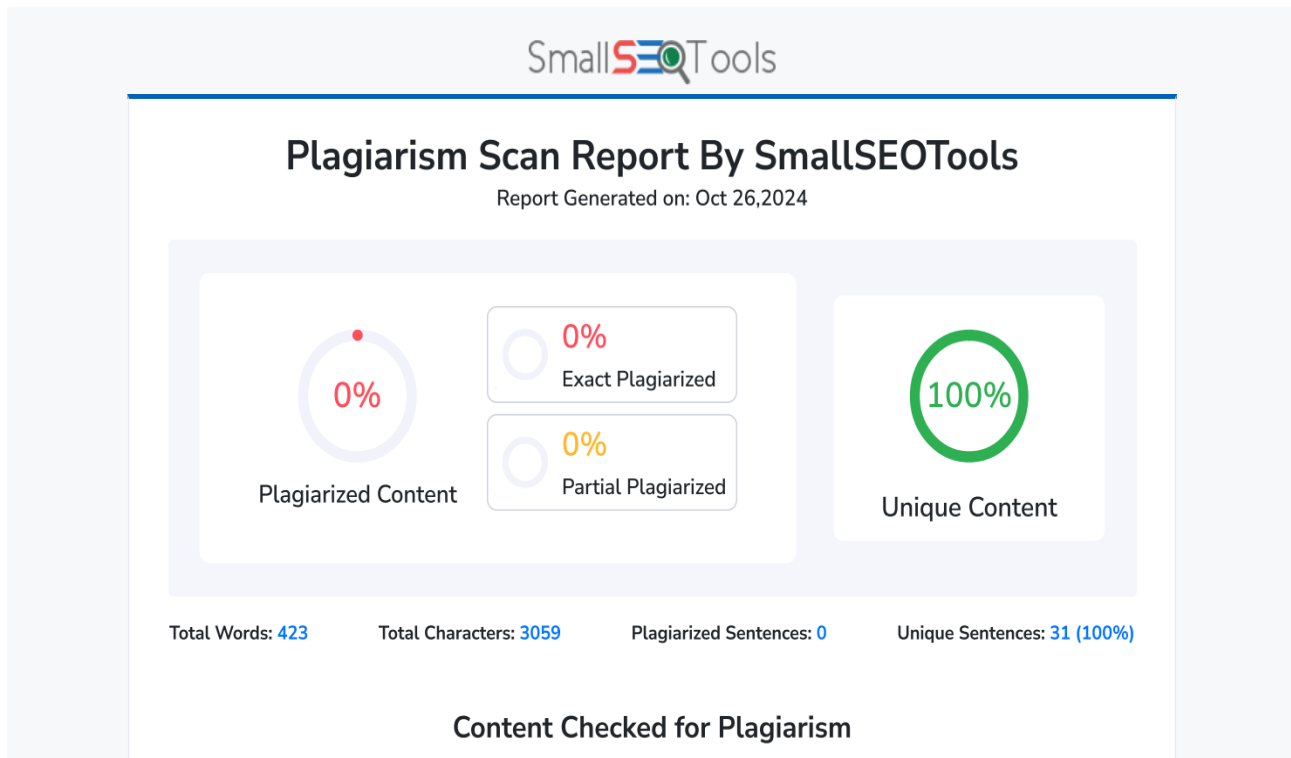 SmallSEOTools
Plagiarism Scan Report By SmallSEOTools
Report Generated on: Oct 26,2024
0%
Plagiarized Content
0%
Exact Plagiarized
0%
Partial Plagiarized
100%
Unique Content
Total Words: 423
Total Characters: 3059
Plagiarized Sentences: 0
Unique Sentences: 31 (100%)
Content Checked for Plagiarism